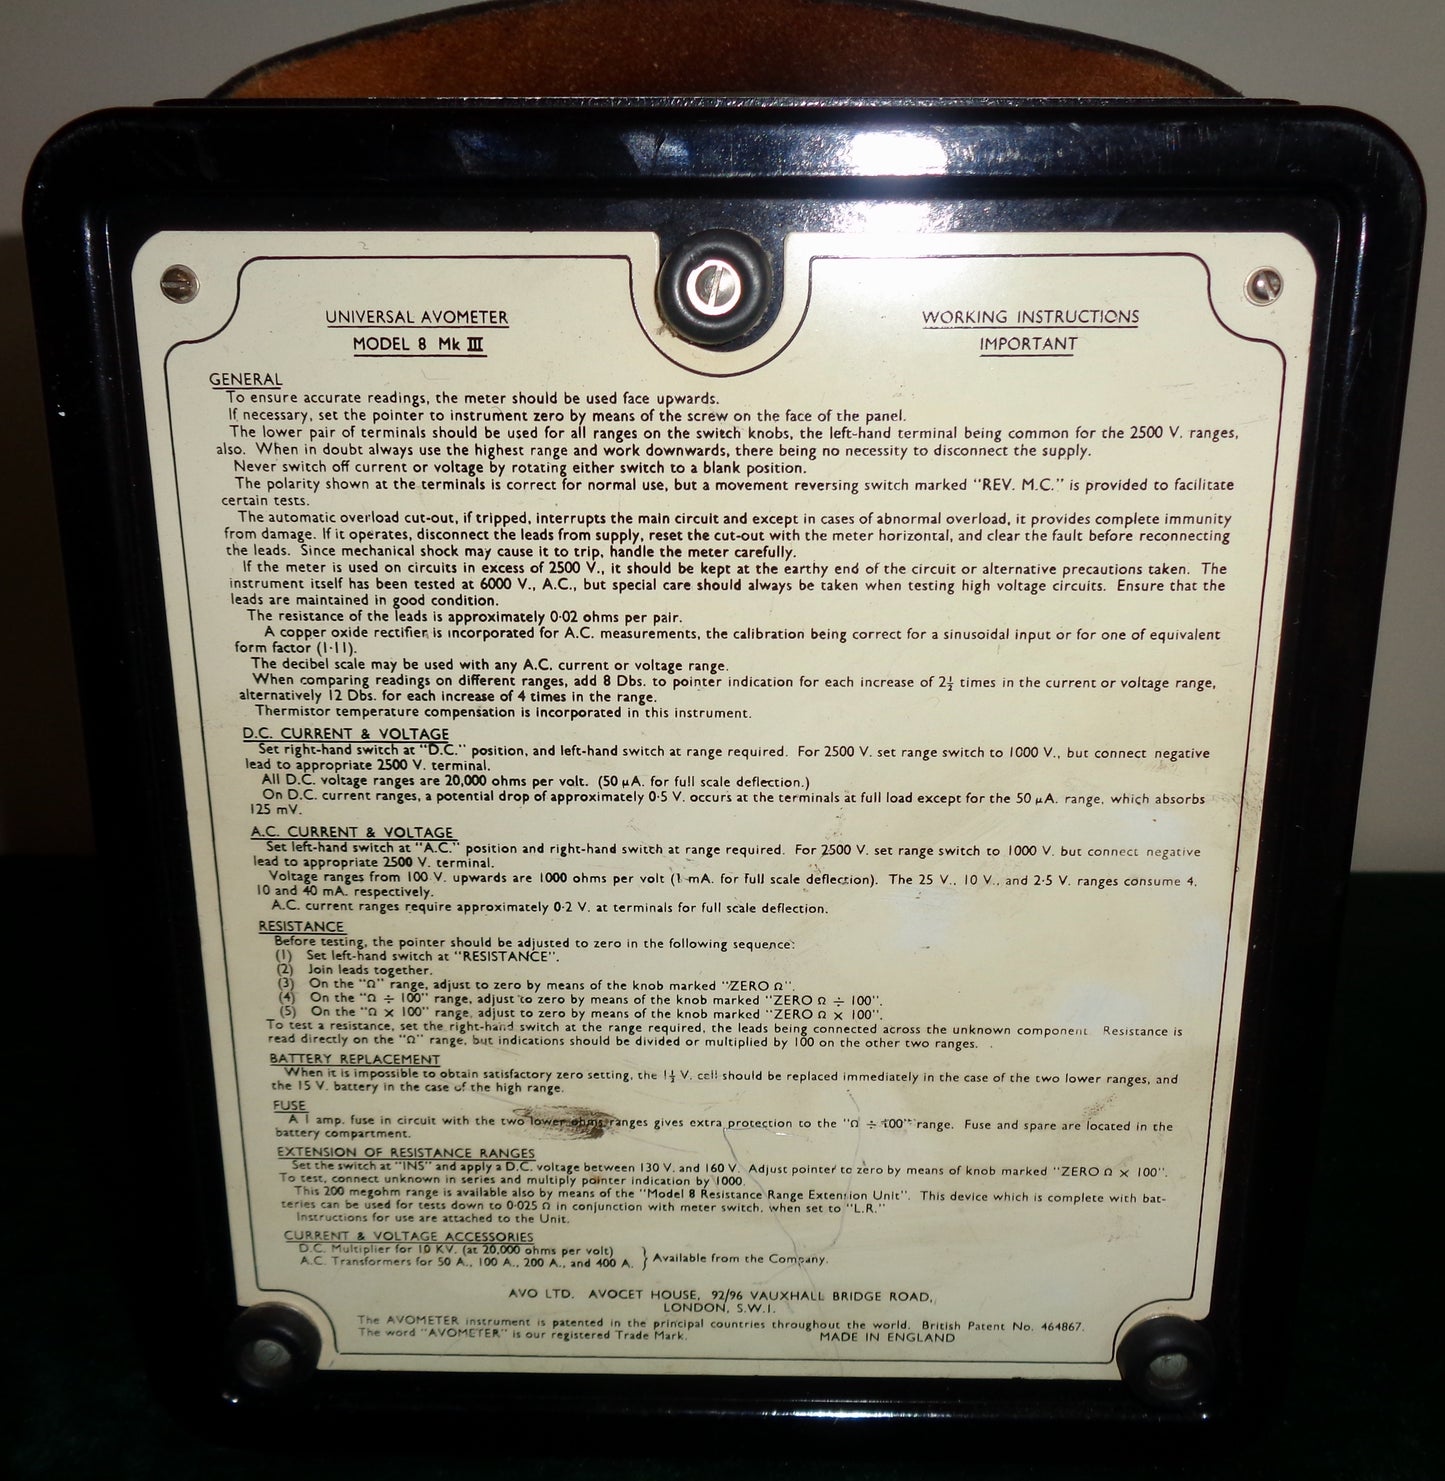 UNIVERSAL AVOMETER
MODEL 8 Mk III
WORKING INSTRUCTIONS
IMPORTANT
GENERAL
To ensure accurate readings, the meter should be used face upwards.
If necessary, set the pointer to instrument zero by means of the screw on the face of the panel.
The lower pair of terminals should be used for all ranges on the switch knobs, the left-hand terminal being common for the 2500 V. ranges,
also. When in doubt always use the highest range and work downwards, there being no necessity to disconnect the supply.
Never switch off current or voltage by rotating either switch to a blank position.
The polarity shown at the terminals is correct for normal use, but a movement reversing switch marked "REV. M.C." is provided to facilitate
certain tests.
The automatic overload cut-out, if tripped, interrupts the main circuit and except in cases of abnormal overload, it provides complete immunity
from damage. If it operates, disconnect the leads from supply, reset the cut-out with the meter horizontal, and clear the fault before reconnecting
the leads. Since mechanical shock may cause it to trip, handle the meter carefully.
If the meter is used on circuits in excess of 2500 V., it should be kept at the earthy end of the circuit or alternative precautions taken. The
instrument itself has been tested at 6000 V., A.C., but special care should always be taken when testing high voltage circuits. Ensure that the
leads are maintained in good condition.
The resistance of the leads is approximately 0·02 ohms per pair.
A copper oxide rectifier is incorporated for A.C. measurements, the calibration being correct for a sinusoidal input or for one of equivalent
form factor (1·11).
The decibel scale may be used with any A.C. current or voltage range.
When comparing readings on different ranges, add 8 Dbs. to pointer indication for each increase of 2½ times in the current or voltage range,
alternatively 12 Dbs. for each increase of 4 times in the range.
Thermistor temperature compensation is incorporated in this instrument.
D.C. CURRENT & VOLTAGE
Set right-hand switch at "D.C." position, and left-hand switch at range required. For 2500 V. set range switch to 1000 V., but connect negative
lead to appropriate 2500 V. terminal.
All D.C. voltage ranges are 20,000 ohms per volt. (50 μA. for full scale deflection.)
On D.C. current ranges, a potential drop of approximately 0·5 V. occurs at the terminals at full load except for the 50 μA. range, which absorbs
125 mV.
A.C. CURRENT & VOLTAGE
Set left-hand switch at "A.C." position and right-hand switch at range required. For 2500 V. set range switch to 1000 V. but connect negative
lead to appropriate 2500 V. terminal.
Voltage ranges from 100 V. upwards are 1000 ohms per volt (1 mA. for full scale deflection). The 25 V., 10 V., and 2·5 V. ranges consume 4,
10 and 40 mA. respectively.
A.C. current ranges require approximately 0·2 V. at terminals for full scale deflection.
RESISTANCE
Before testing, the pointer should be adjusted to zero in the following sequence:
(1) Set left-hand switch at "RESISTANCE".
(2) Join leads together.
(3) On the "Ω" range, adjust to zero by means of the knob marked "ZERO Ω".
(4) On the "Ω ÷ 100" range, adjust to zero by means of the knob marked "ZERO Ω ÷ 100".
(5) On the "Ω × 100" range, adjust to zero by means of the knob marked "ZERO Ω × 100".
To test a resistance, set the right-hand switch at the range required, the leads being connected across the unknown component. Resistance is
read directly on the "Ω" range, but indications should be divided or multiplied by 100 on the other two ranges.
BATTERY REPLACEMENT
When it is impossible to obtain satisfactory zero setting, the 1½ V. cell should be replaced immediately in the case of the two lower ranges, and
the 15 V. battery in the case of the high range.
FUSE
A 1 amp. fuse in circuit with the two lower ohms ranges gives extra protection to the "Ω ÷ 100" range. Fuse and spare are located in the
battery compartment.
EXTENSION OF RESISTANCE RANGES
Set the switch at "INS" and apply a D.C. voltage between 130 V. and 160 V. Adjust pointer to zero by means of knob marked "ZERO Ω × 100".
To test, connect unknown in series and multiply pointer indication by 1000.
This 200 megohm range is available also by means of the "Model 8 Resistance Range Extension Unit". This device which is complete with bat-
teries can be used for tests down to 0·025 Ω in conjunction with meter switch, when set to "L.R."
Instructions for use are attached to the Unit.
CURRENT & VOLTAGE ACCESSORIES
D.C. Multiplier for 10 KV. (at 20,000 ohms per volt)
A.C. Transformers for 50 A., 100 A., 200 A., and 400 A. } Available from the Company.
AVO LTD. AVOCET HOUSE, 92/96 VAUXHALL BRIDGE ROAD,
LONDON, S.W.1.
The AVOMETER instrument is patented in the principal countries throughout the world. British Patent No. 464867.
The word "AVOMETER" is our registered Trade Mark. MADE IN ENGLAND